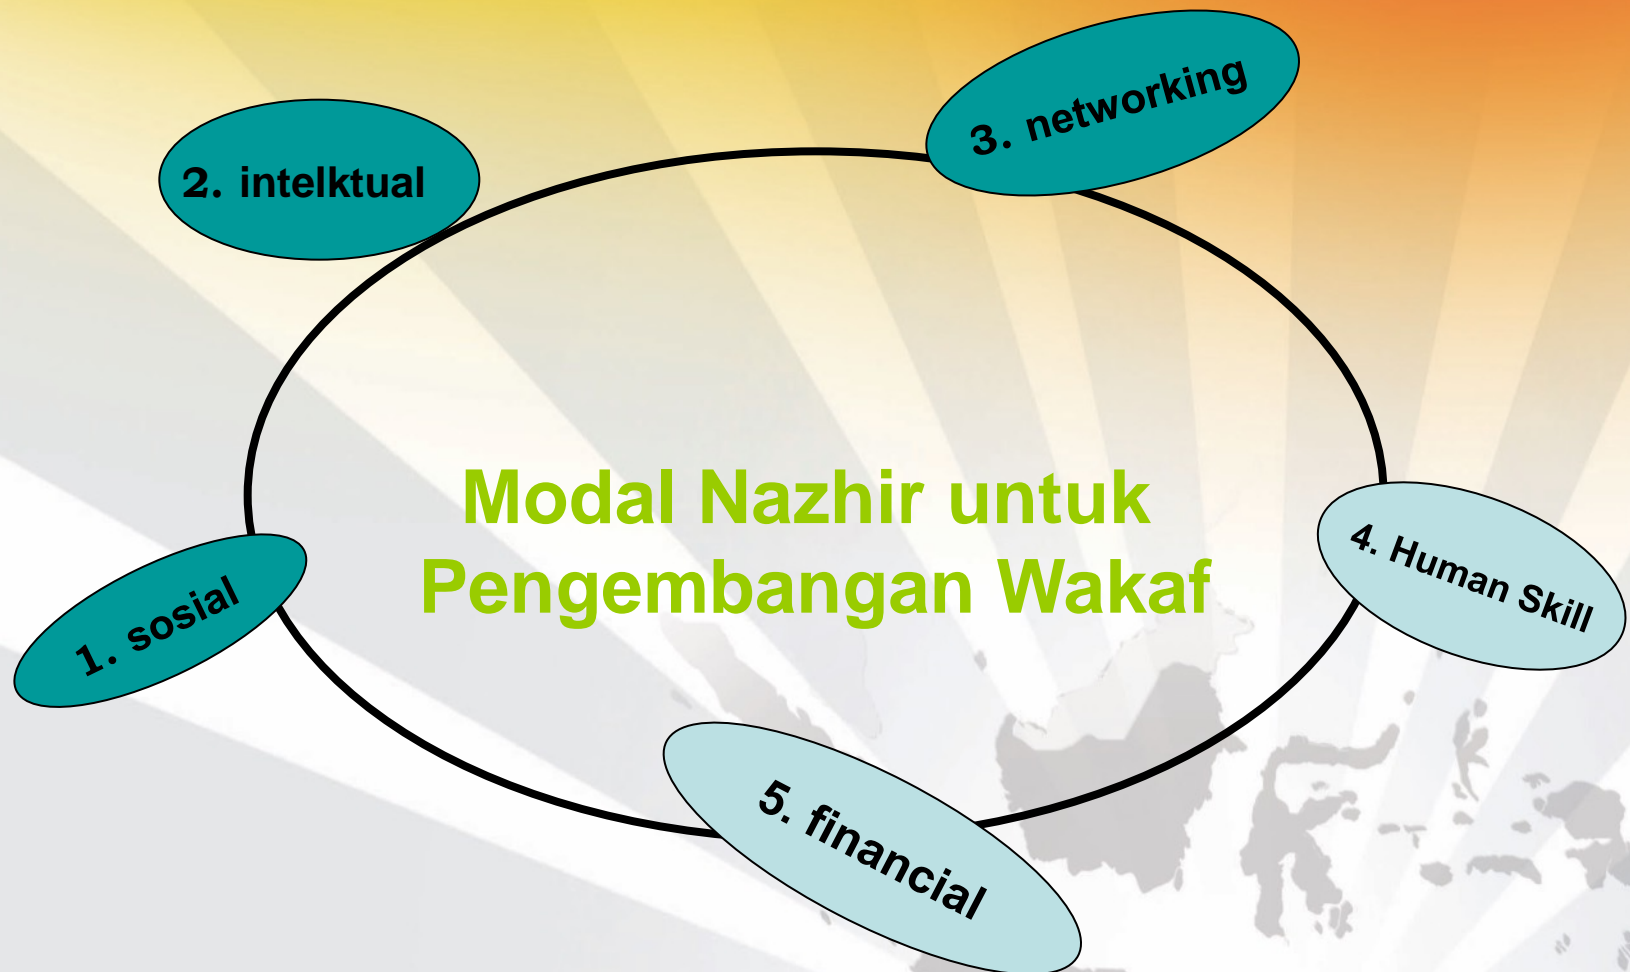 3. networking
2. intelktual
Modal Nazhir untuk
Pengembangan Wakaf
4. Human Skill
1. sosial
5. financial